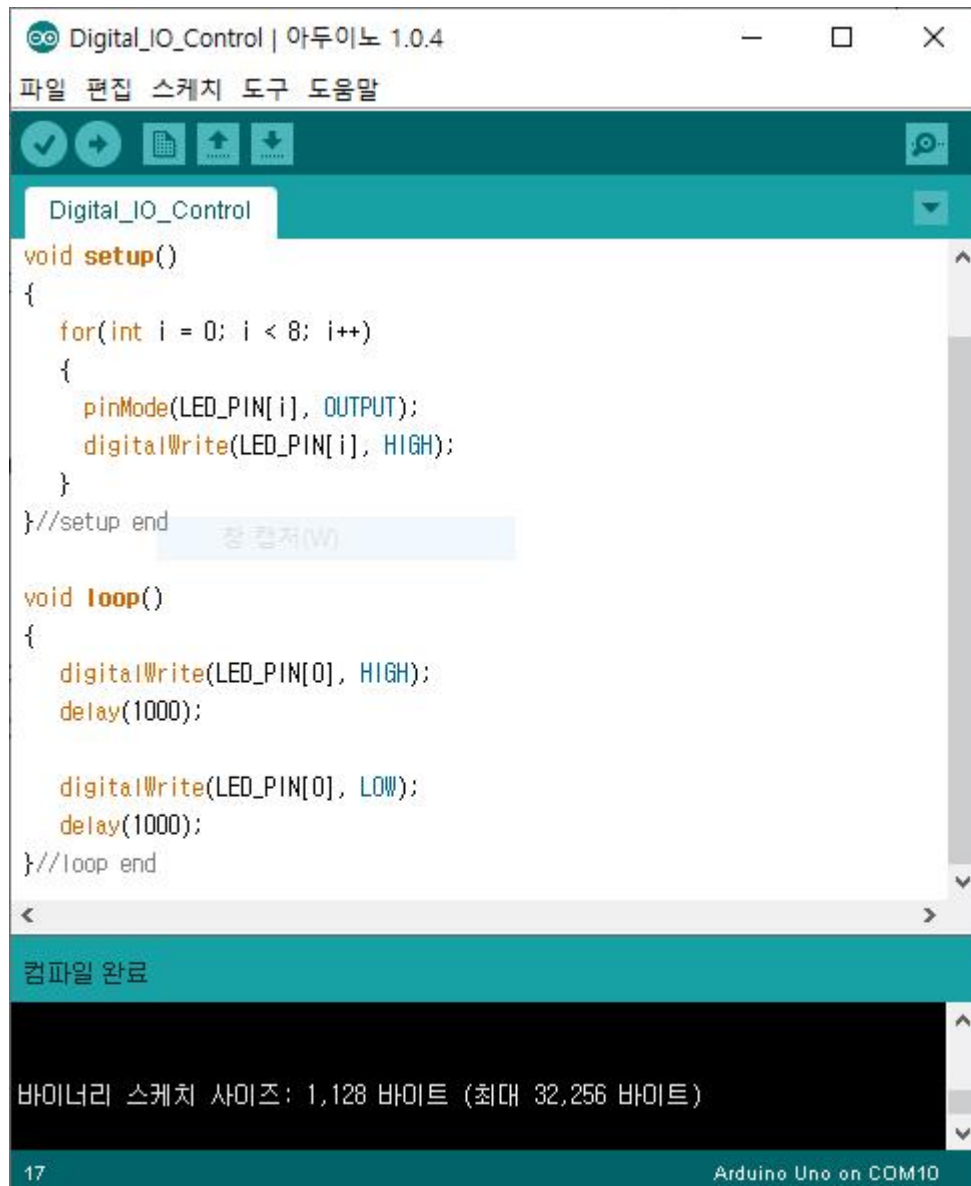 Digital_IO_Control | 아두이노 1.0.4
파일 편집 스케치 도구 도움말
Digital_IO_Control
void setup()
{
for(int i = 0; i < 8; i++)
{
pinMode(LED_PIN[i], OUTPUT);
digitalWrite(LED_PIN[i], HIGH);
}
}//setup end
창 캡처(W)
void loop()
{
digitalWrite(LED_PIN[0], HIGH);
delay(1000);
digitalWrite(LED_PIN[0], LOW);
delay(1000);
}//loop end
컴파일 완료
바이너리 스케치 사이즈: 1,128 바이트 (최대 32,256 바이트)
17
Arduino Uno on COM10